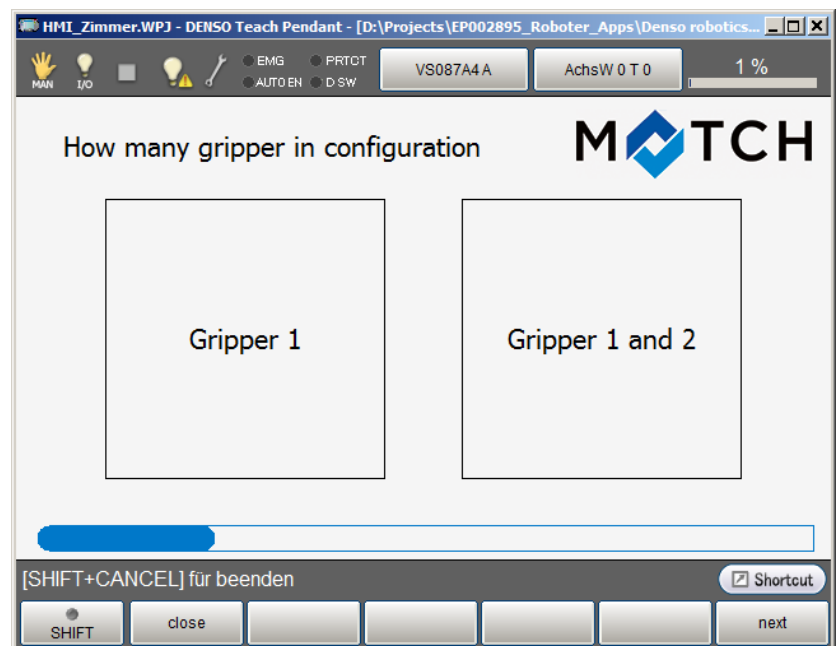 HMI_Zimmer.WPJ - DENSO Teach Pendant - [D:\Projects\EP002895_Roboter_Apps\Denso robotics...
MAN I/O EMG PRTCT
AUTO EN D SW
VS087A4 A
AchsW 0 T 0
1 %
How many gripper in configuration
MATCH
Gripper 1
Gripper 1 and 2
[SHIFT+CANCEL] für beenden
Shortcut
SHIFT
close
next